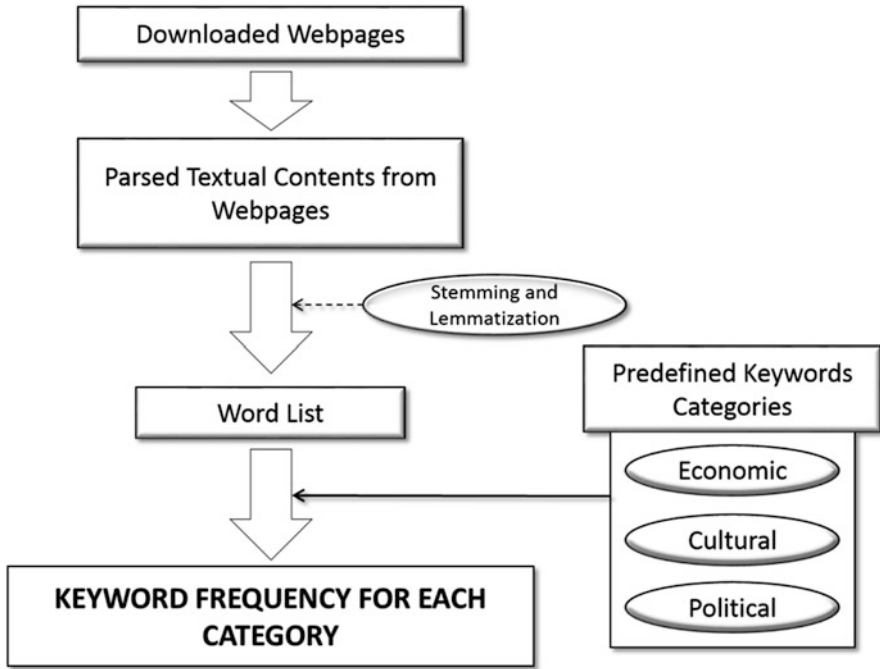 Downloaded Webpages
Parsed Textual Contents from
Webpages
Stemming and
Lemmatization
Word List
Predefined Keywords
Categories
Economic
Cultural
Political
KEYWORD FREQUENCY FOR EACH
CATEGORY